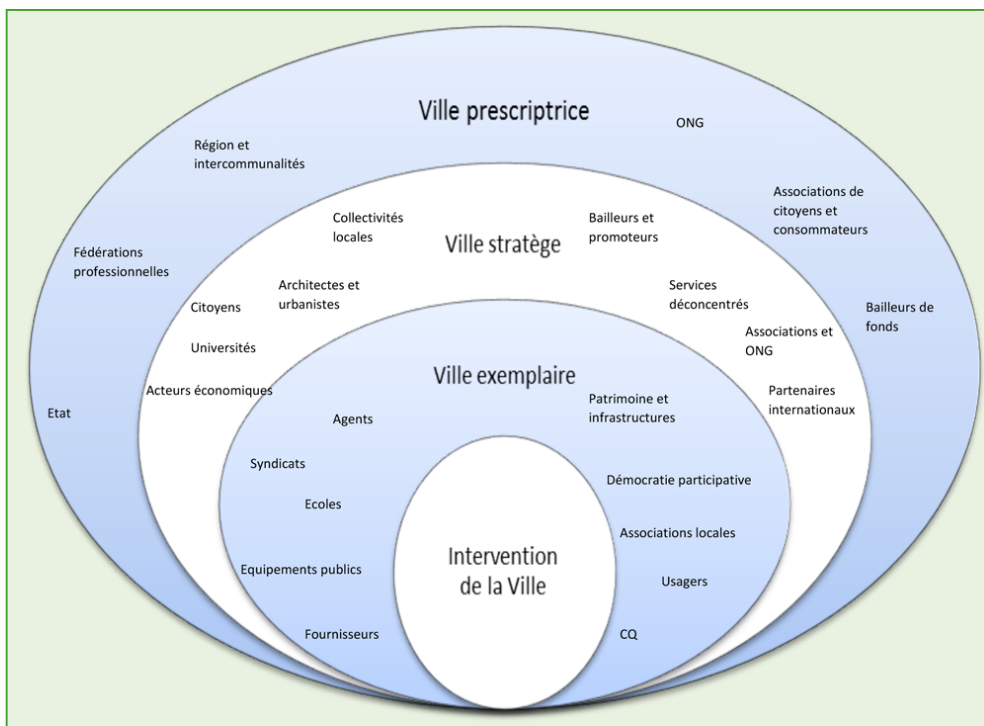 Ville prescriptrice
ONG
Région et
intercommunalités
Associations de
citoyens et
consommateurs
Fédérations
professionnelles
Bailleurs de
fonds
Etat
Ville stratège
Collectivités
locales
Bailleurs et
promoteurs
Architectes et
urbanistes
Services
déconcentrés
Citoyens
Universités
Associations et
ONG
Acteurs économiques
Partenaires
internationaux
Ville exemplaire
Agents
Patrimoine et
infrastructures
Syndicats
Démocratie participative
Ecoles
Associations locales
Equipements publics
Usagers
Fournisseurs
CQ
Intervention
de la Ville